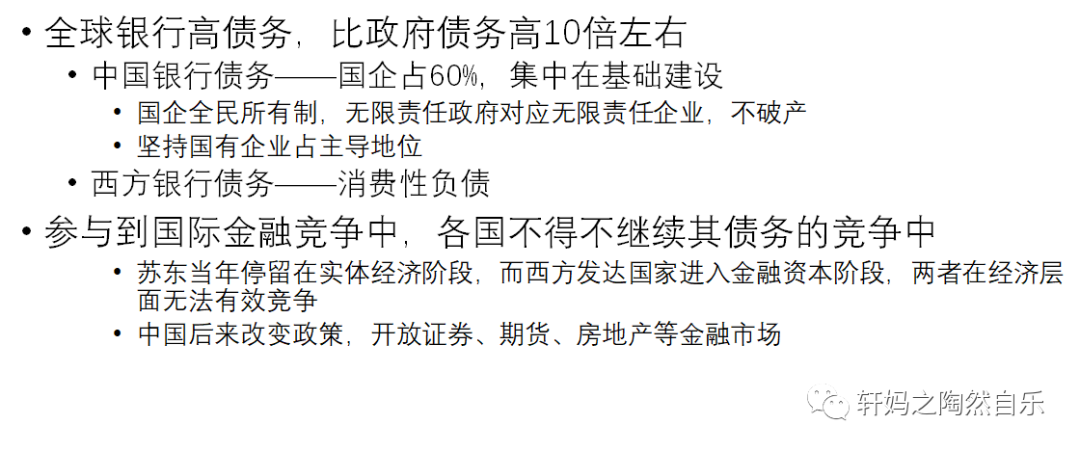 • 全球银行高债务，比政府债务高10倍左右
• 中国银行债务——国企占60%，集中在基础建设
• 国企全民所有制，无限责任政府对应无限责任企业，不破产
• 坚持国有企业占主导地位
• 西方银行债务——消费性负债
• 参与到国际金融竞争中，各国不得不继续其债务的竞争中
• 苏东当年停留在实体经济阶段，而西方发达国家进入金融资本阶段，两者在经济层
面无法有效竞争
• 中国后来改变政策，开放证券、期货、房地产等金融市场
轩妈之陶然自乐